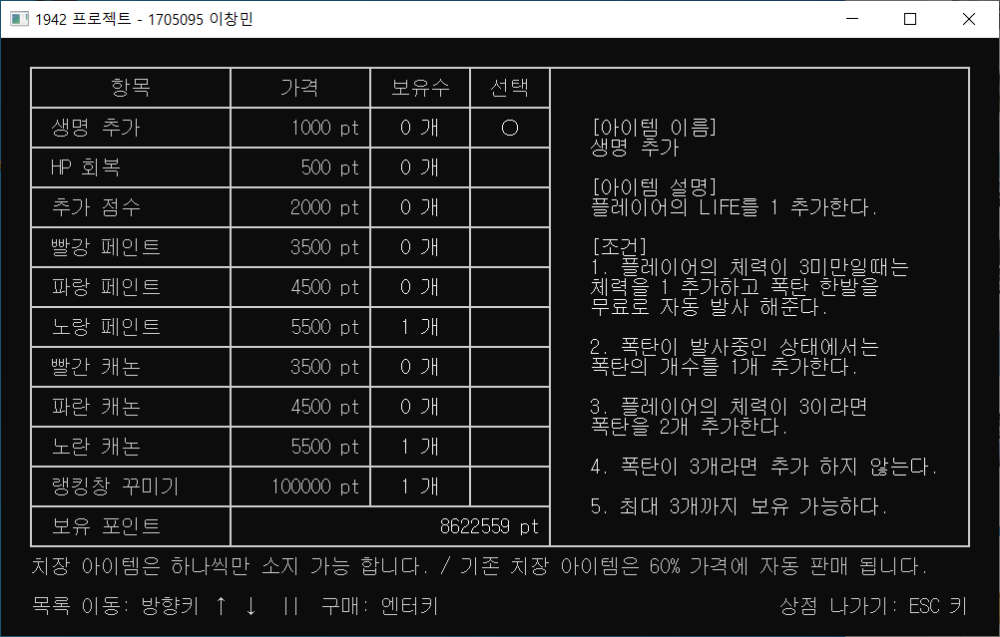 1942 프로젝트 - 1705095 이창민
항목 가격 보유수 선택
생명 추가 1000 pt 0 개 ○
HP 회복 500 pt 0 개
추가 점수 2000 pt 0 개
빨강 페인트 3500 pt 0 개
파랑 페인트 4500 pt 0 개
노랑 페인트 5500 pt 1 개
빨간 캐논 3500 pt 0 개
파란 캐논 4500 pt 0 개
노란 캐논 5500 pt 1 개
랭킹창 꾸미기 100000 pt 1 개
보유 포인트 8622559 pt
[아이템 이름]
생명 추가
[아이템 설명]
플레이어의 LIFE를 1 추가한다.
[조건]
1. 플레이어의 체력이 3미만일때는
체력을 1 추가하고 폭탄 한발을
무료로 자동 발사 해준다.
2. 폭탄이 발사중인 상태에서는
폭탄의 개수를 1개 추가한다.
3. 플레이어의 체력이 3이라면
폭탄을 2개 추가한다.
4. 폭탄이 3개라면 추가 하지 않는다.
5. 최대 3개까지 보유 가능하다.
치장 아이템은 하나씩만 소지 가능 합니다. / 기존 치장 아이템은 60% 가격에 자동 판매 됩니다.
목록 이동: 방향키 ↑ ↓ || 구매: 엔터키 상점 나가기: ESC 키